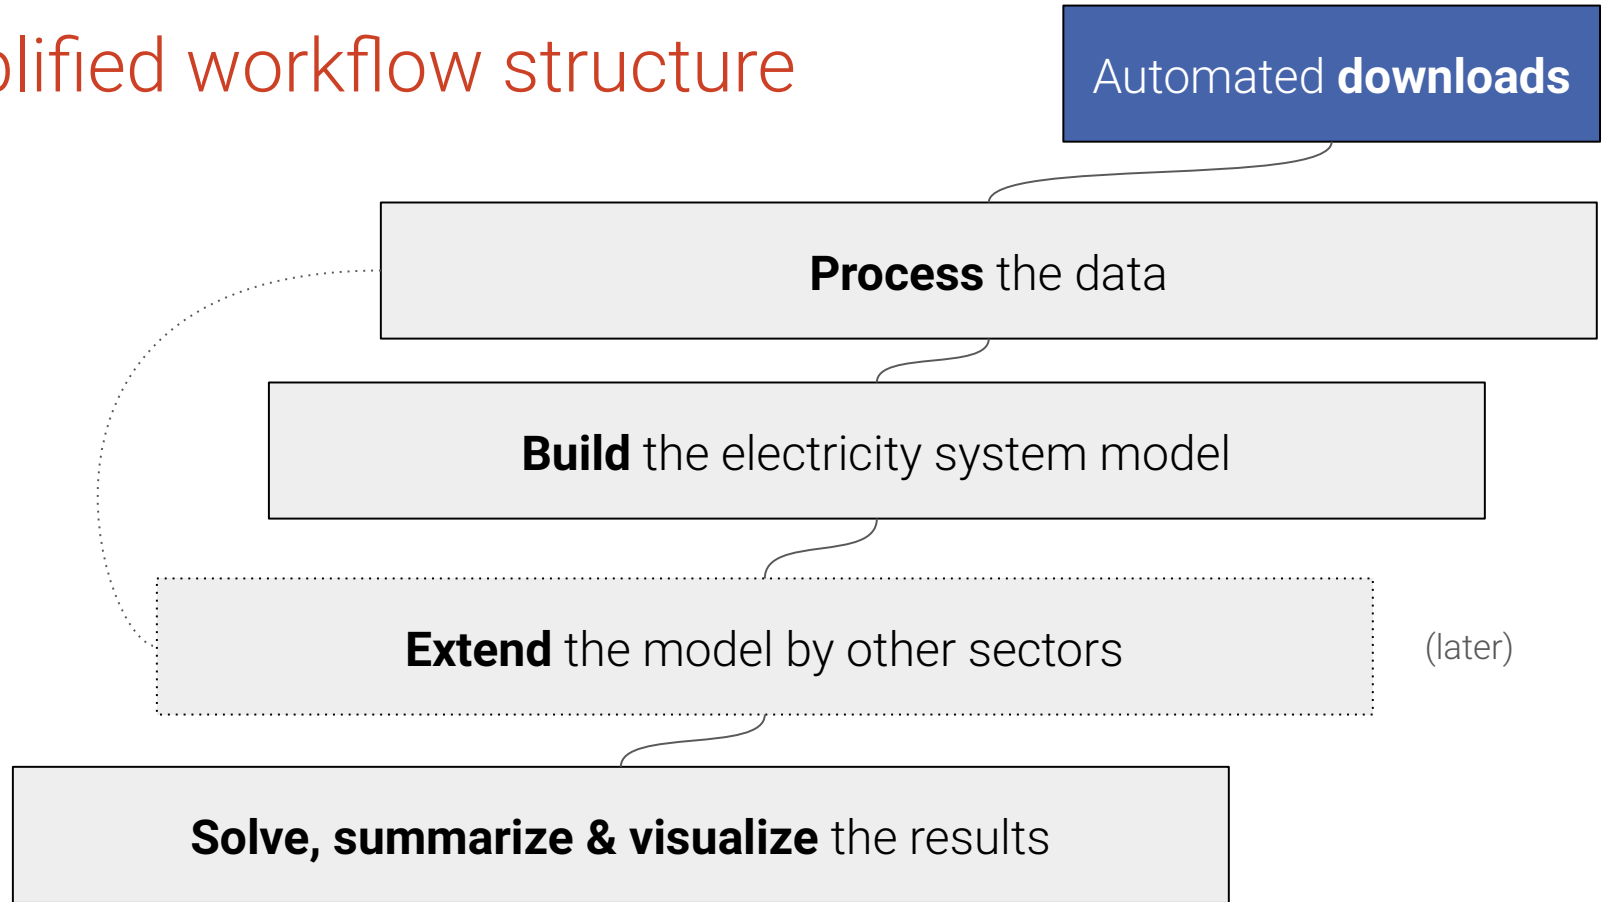 plified workflow structure
Automated downloads
Process the data
Build the electricity system model
Extend the model by other sectors
(later)
Solve, summarize & visualize the results